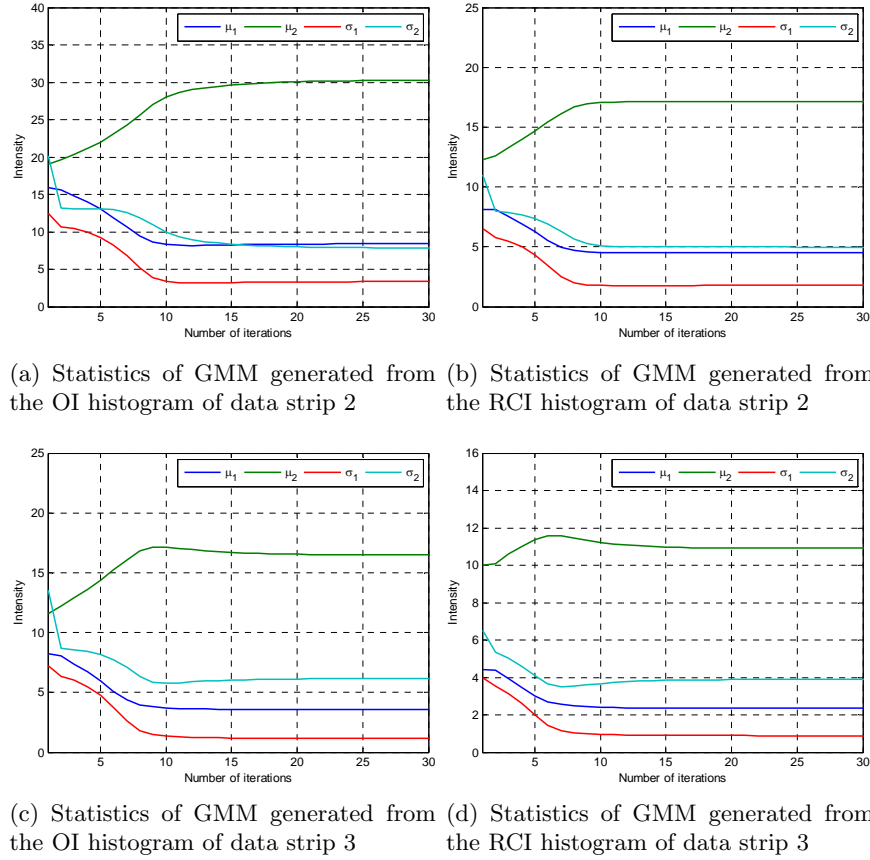 μ1 μ2 σ1 σ2
40
35
30
25
20
15
10
5
0
Intensity
5 10 15 20 25 30
Number of iterations
μ1 μ2 σ1 σ2
25
20
15
10
5
0
Intensity
5 10 15 20 25 30
Number of iterations
(a) Statistics of GMM generated from
the OI histogram of data strip 2
(b) Statistics of GMM generated from
the RCI histogram of data strip 2
μ1 μ2 σ1 σ2
25
20
15
10
5
0
Intensity
5 10 15 20 25 30
Number of iterations
μ1 μ2 σ1 σ2
16
14
12
10
8
6
4
2
0
Intensity
5 10 15 20 25 30
Number of iterations
(c) Statistics of GMM generated from
the OI histogram of data strip 3
(d) Statistics of GMM generated from
the RCI histogram of data strip 3